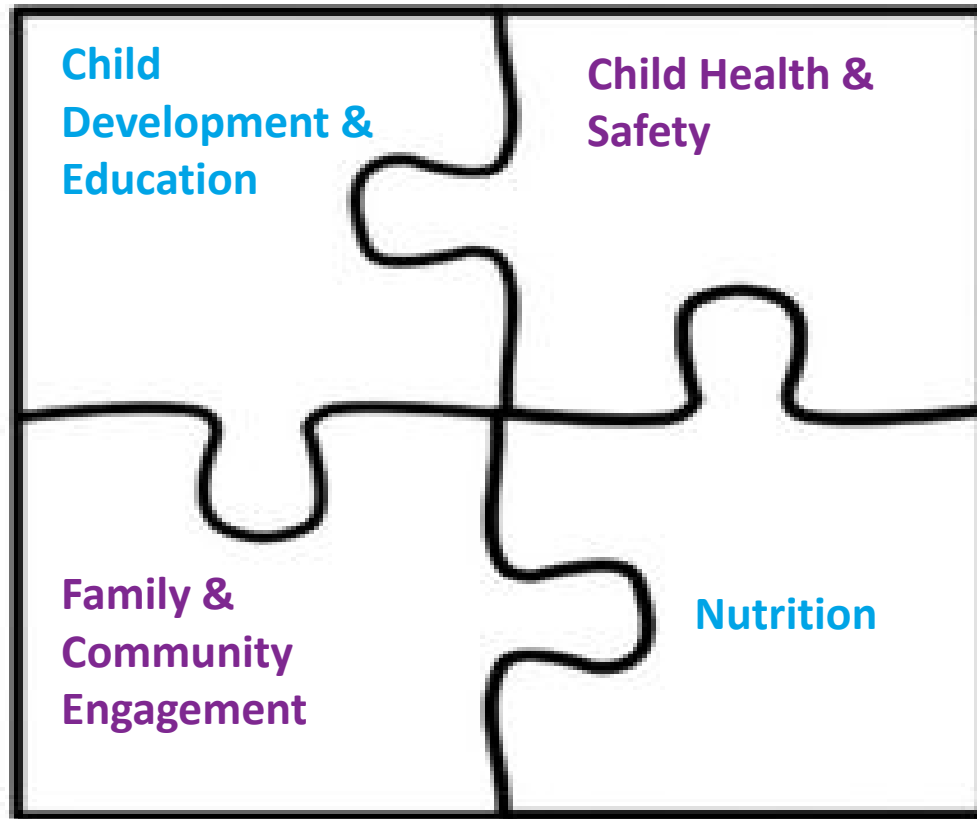 Child
Development &
Education
Child Health &
Safety
Family &
Community
Engagement
Nutrition